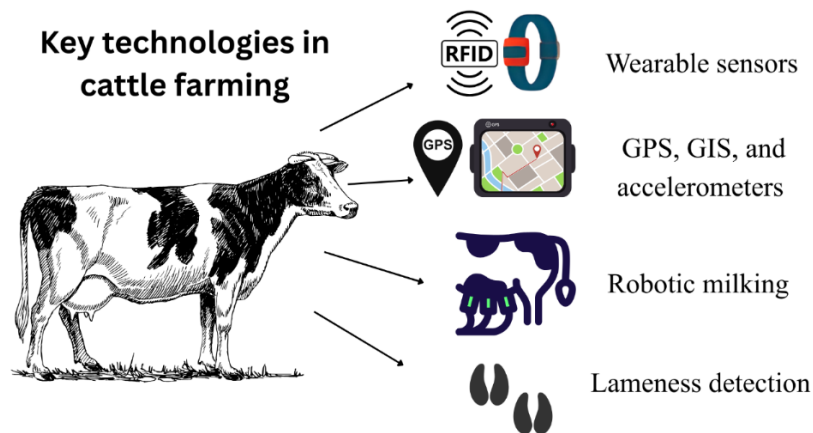 Key technologies in
cattle farming
RFID
Wearable sensors
GPS
GPS, GIS, and
accelerometers
Robotic milking
Lameness detection